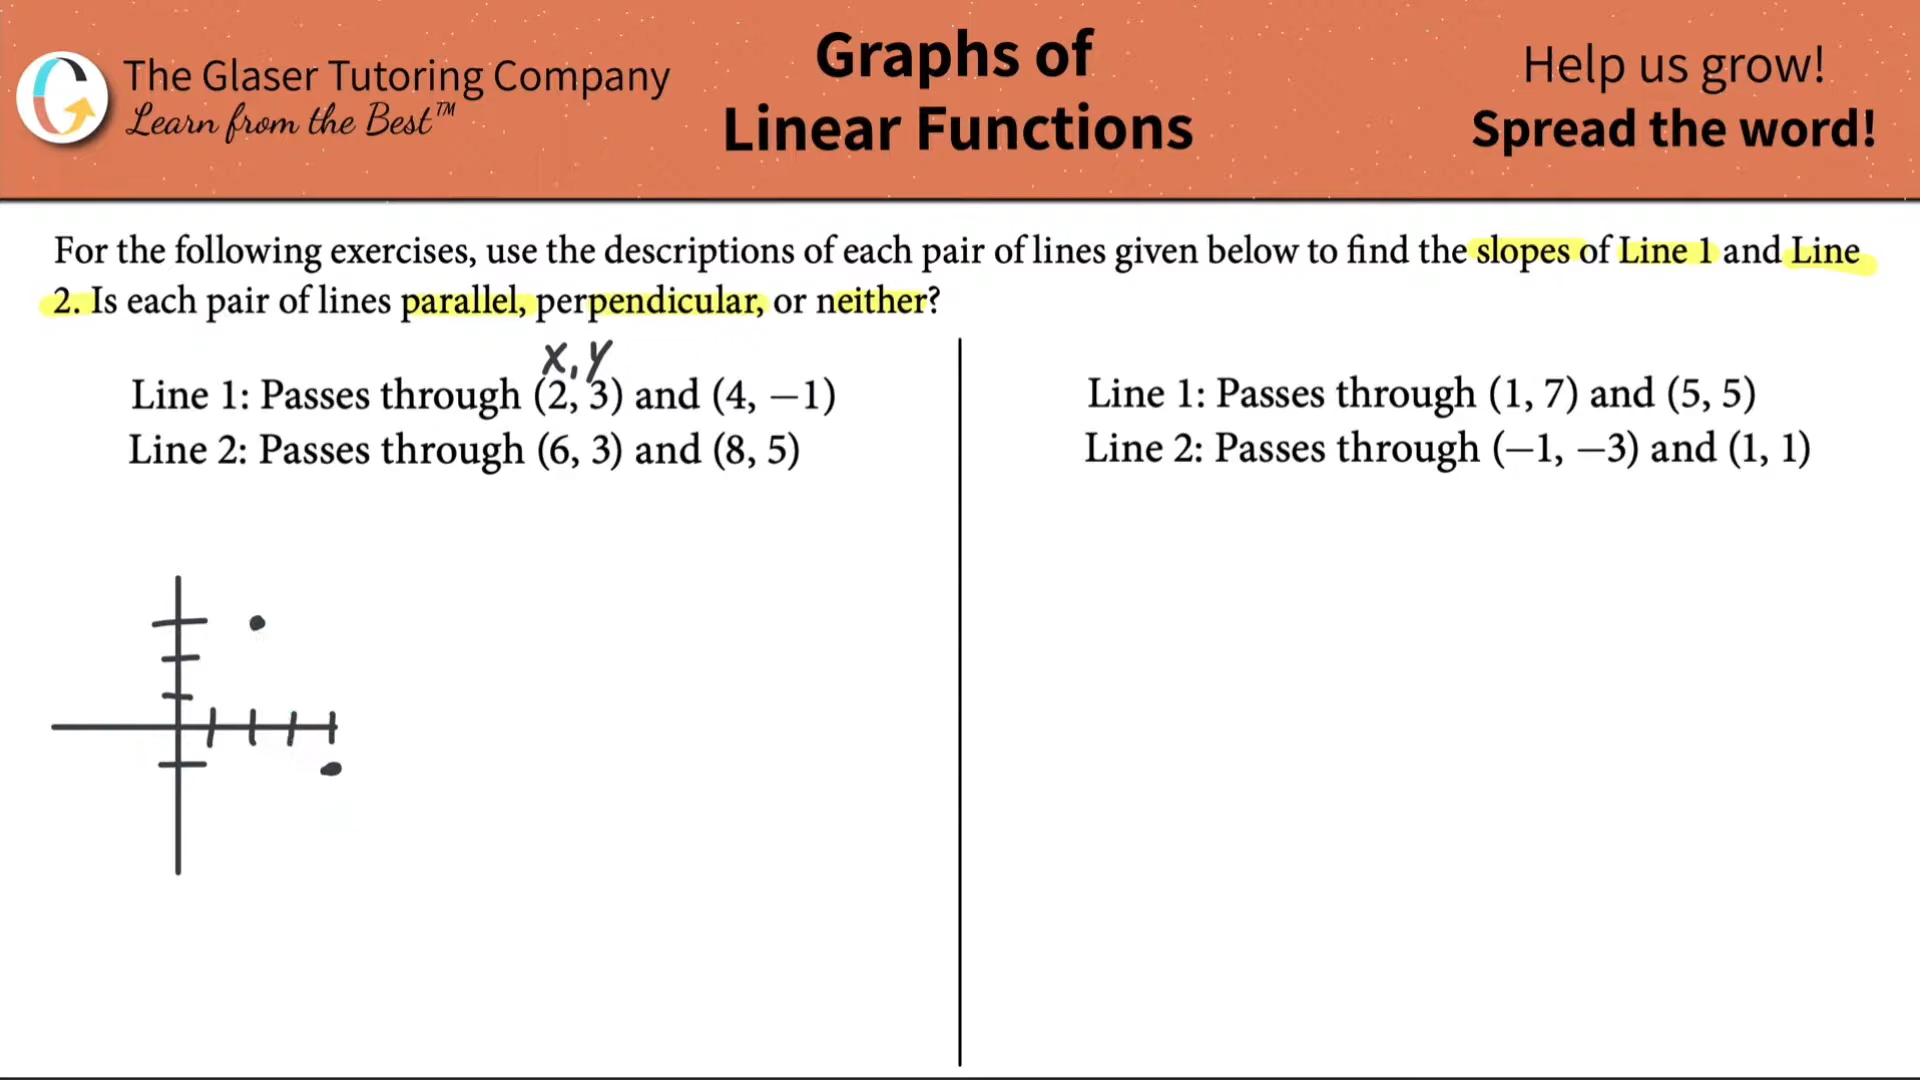 The Glaser Tutoring Company
Learn from the Best™
Graphs of
Linear Functions
Help us grow!
Spread the word!
For the following exercises, use the descriptions of each pair of lines given below to find the slopes of Line 1 and Line
2. Is each pair of lines parallel, perpendicular, or neither?
x, y
Line 1: Passes through (2, 3) and (4, −1)
Line 2: Passes through (6, 3) and (8, 5)
Line 1: Passes through (1, 7) and (5, 5)
Line 2: Passes through (−1, −3) and (1, 1)